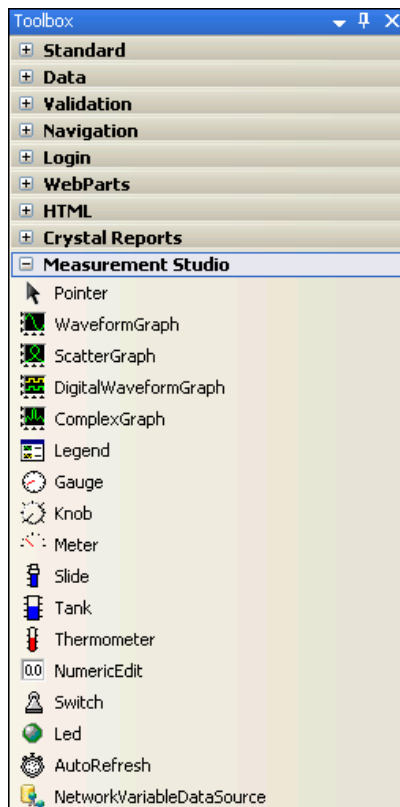 Toolbox
Standard
Data
Validation
Navigation
Login
WebParts
HTML
Crystal Reports
Measurement Studio
Pointer
WaveformGraph
ScatterGraph
DigitalWaveformGraph
ComplexGraph
Legend
Gauge
Knob
Meter
Slide
Tank
Thermometer
0.0 NumericEdit
Switch
Led
AutoRefresh
NetworkVariableDataSource